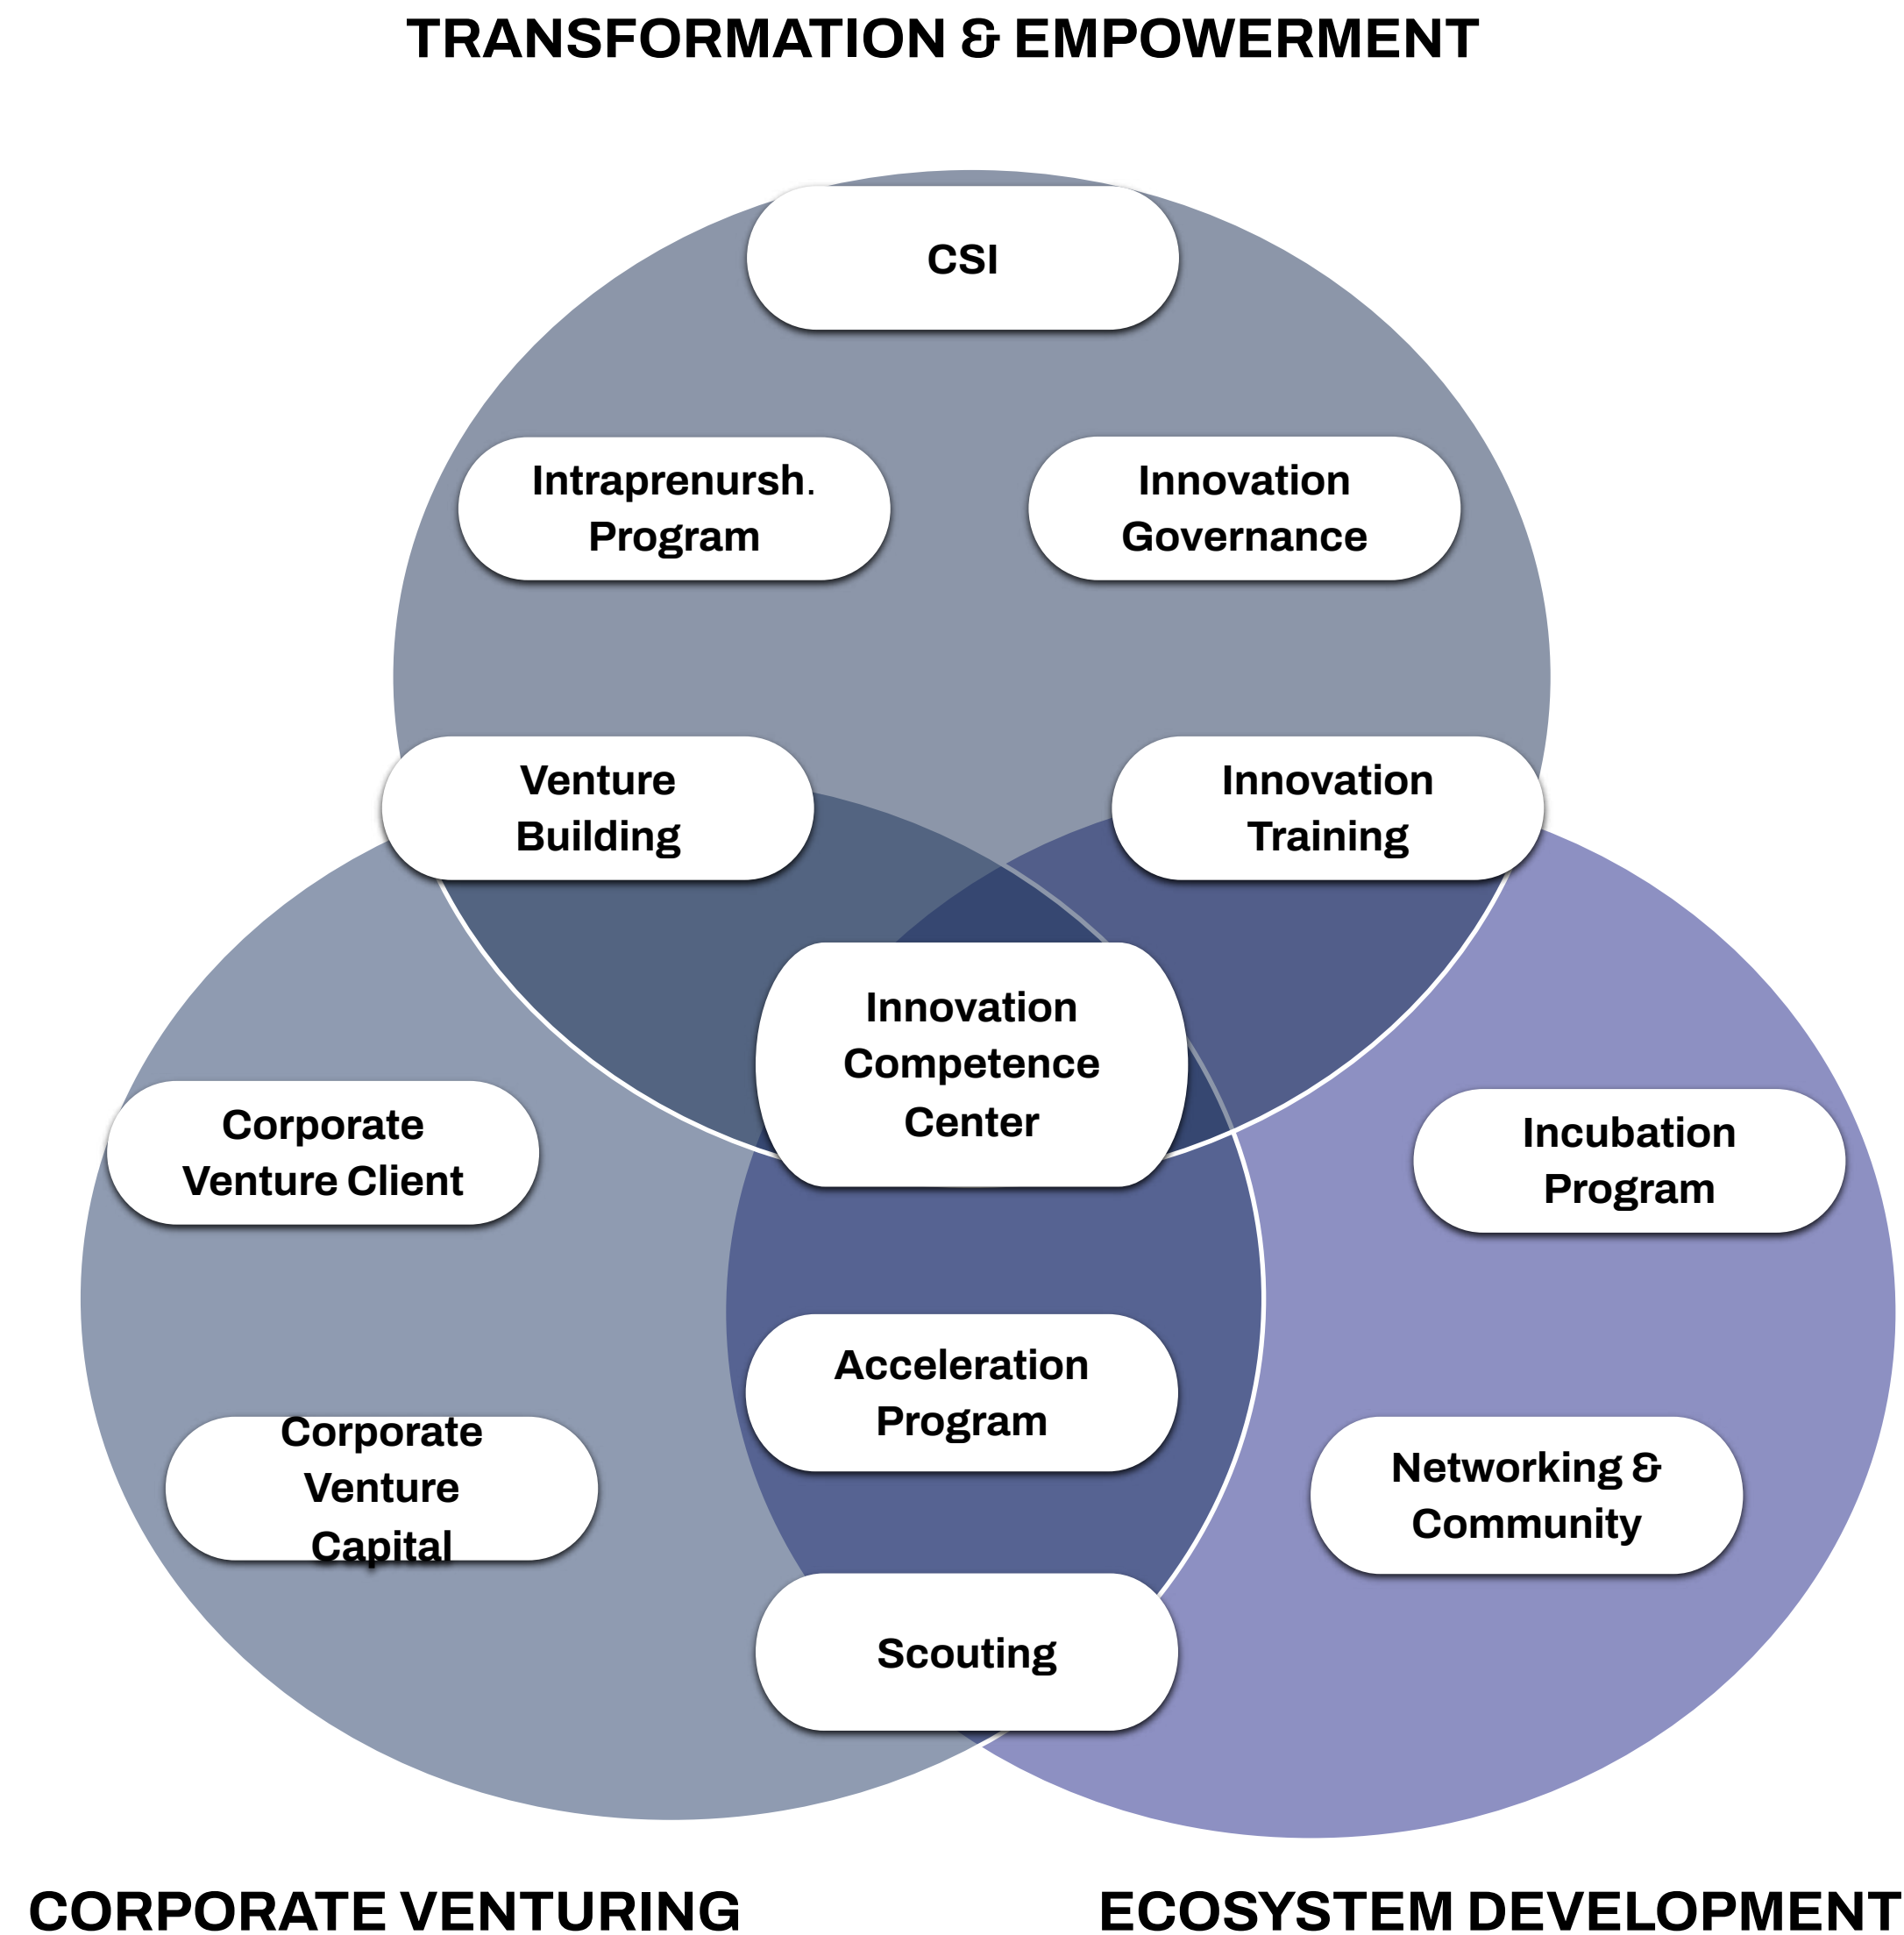 TRANSFORMATION & EMPOWERMENT
CSI
Intraprenursh.
Program
Innovation
Governance
Venture
Building
Innovation
Training
Innovation
Competence
Center
Corporate
Venture Client
Incubation
Program
Acceleration
Program
Corporate
Venture
Capital
Networking &
Community
Scouting
CORPORATE VENTURING
ECOSYSTEM DEVELOPMENT